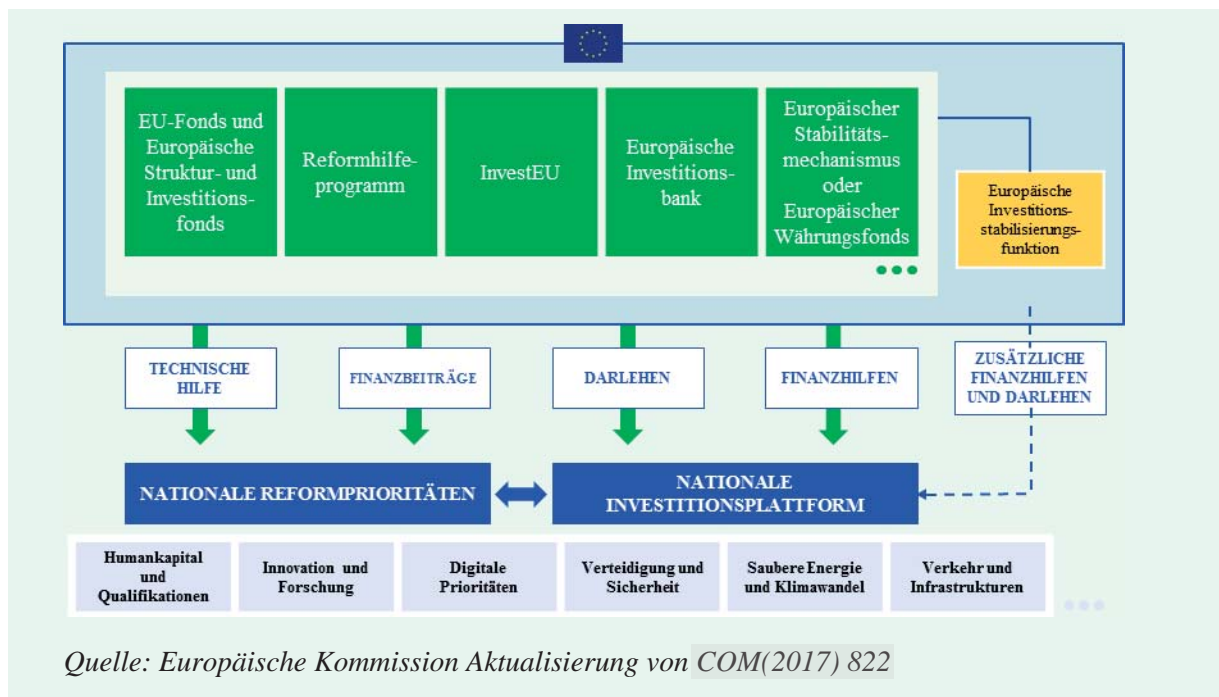 EU-Fonds und
Europäische
Struktur- und
Investitions-
fonds
Reformhilfe-
programm
InvestEU
Europäische
Investitions-
bank
Europäischer
Stabilitäts-
mechanismus
oder
Europäischer
Währungsfonds
Europäische
Investitions-
stabilisierungs-
funktion
TECHNISCHE
HILFE
FINANZBEITRÄGE
DARLEHEN
FINANZHILFEN
ZUSÄTZLICHE
FINANZHILFEN
UND DARLEHEN
NATIONALE REFORMPRIORITÄTEN
NATIONALE
INVESTITIONSPLATTFORM
Humankapital
und
Qualifikationen
Innovation und
Forschung
Digitale
Prioritäten
Verteidigung und
Sicherheit
Saubere Energie
und Klimawandel
Verkehr und
Infrastrukturen
Quelle: Europäische Kommission Aktualisierung von COM(2017) 822